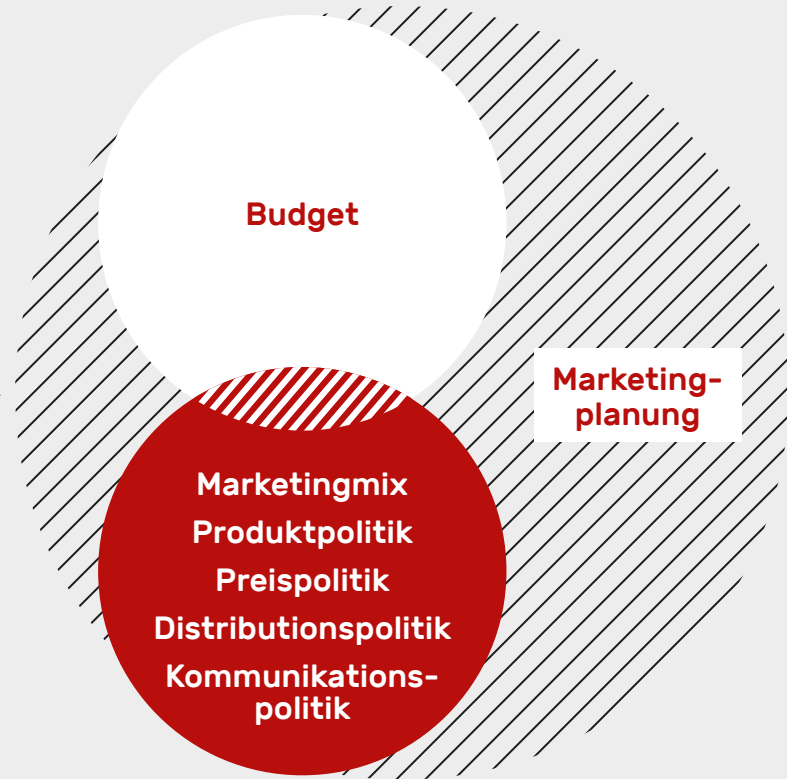 Budget
Marketing-
planung
Marketingmix
Produktpolitik
Preispolitik
Distributionspolitik
Kommunikations-
politik